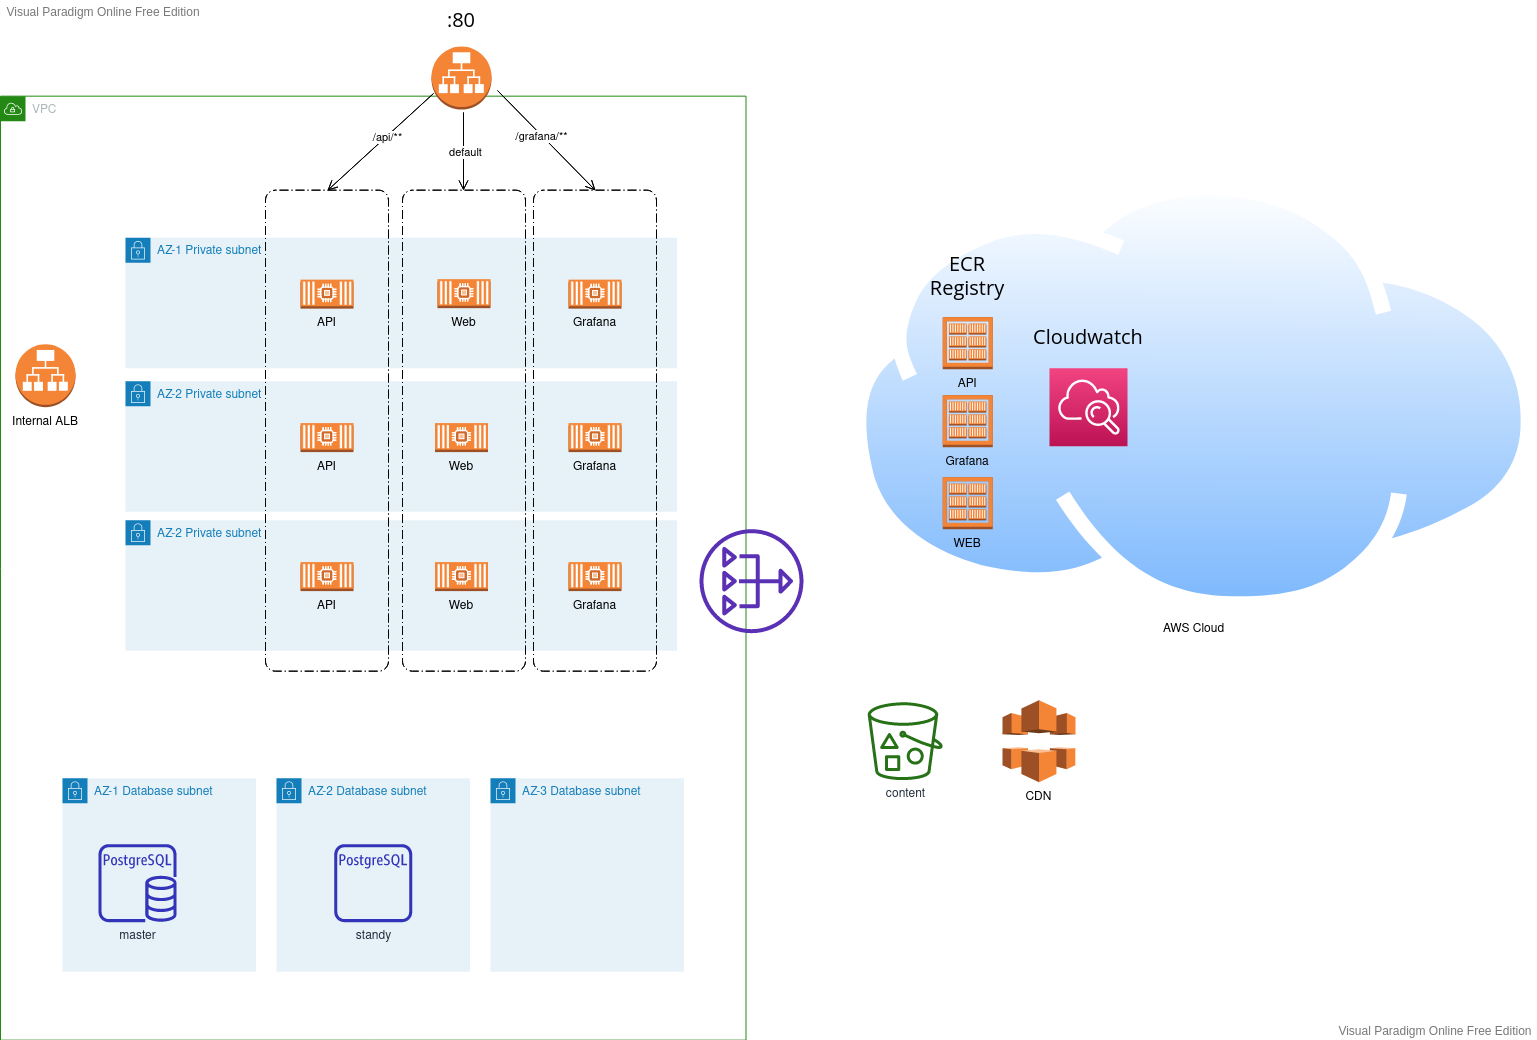 Visual Paradigm Online Free Edition
:80
VPC
/api/**
default
/grafana/**
AZ-1 Private subnet
API
Web
Grafana
AZ-2 Private subnet
API
Web
Grafana
AZ-2 Private subnet
API
Web
Grafana
Internal ALB
ECR
Registry
API
Grafana
WEB
Cloudwatch
AWS Cloud
content
CDN
AZ-1 Database subnet
PostgreSQL
master
AZ-2 Database subnet
PostgreSQL
standy
AZ-3 Database subnet
Visual Paradigm Online Free Edition